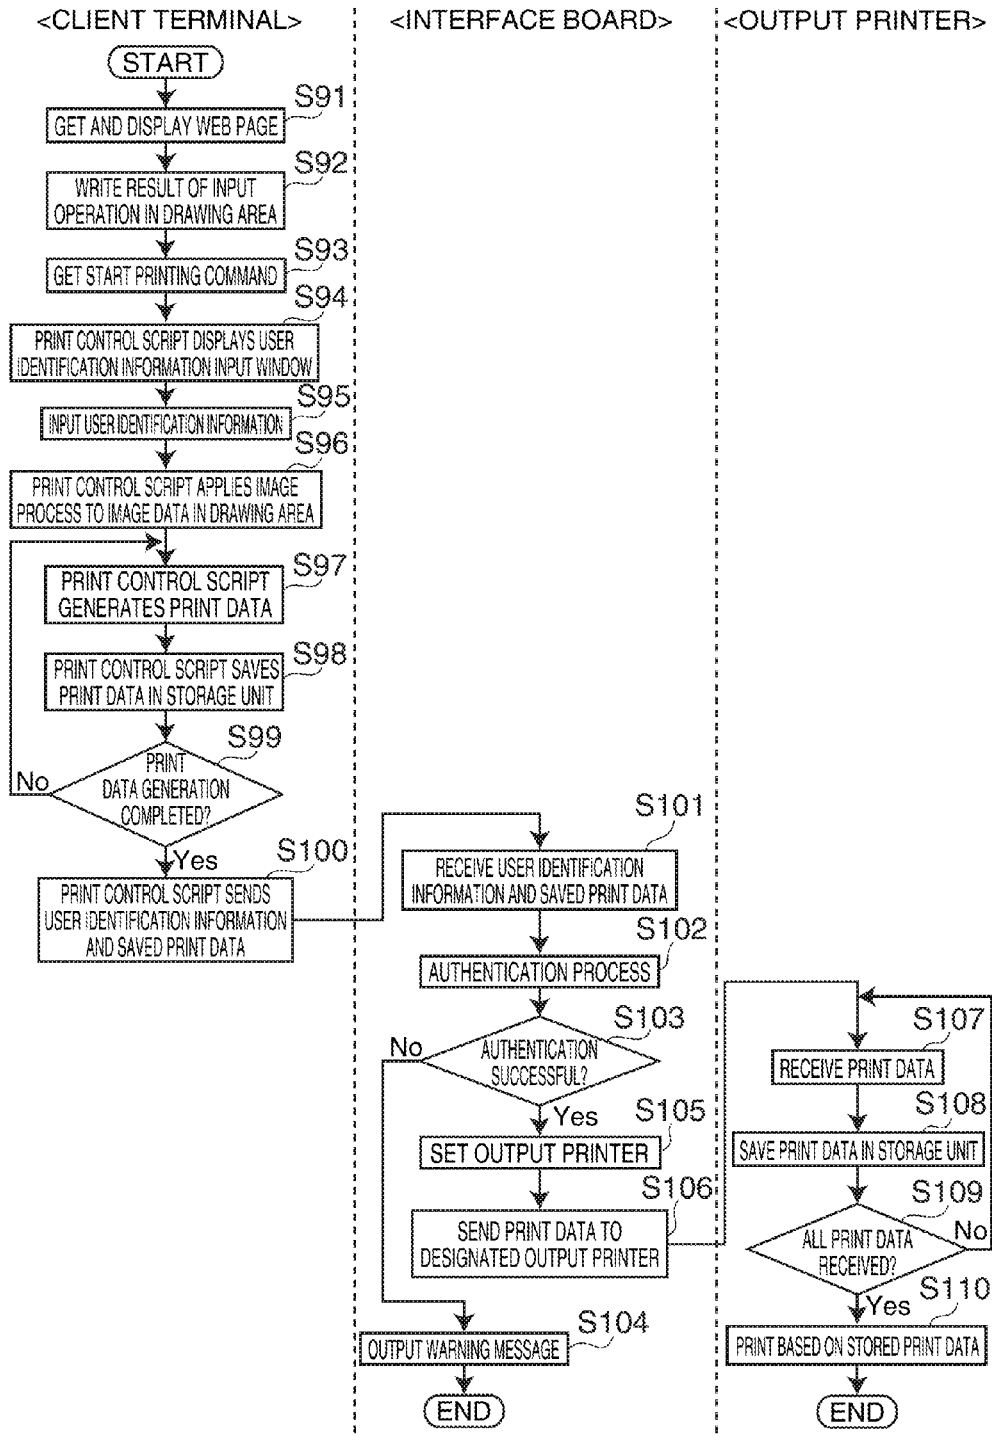 <CLIENT TERMINAL>
<INTERFACE BOARD>
<OUTPUT PRINTER>
START
S91
GET AND DISPLAY WEB PAGE
S92
WRITE RESULT OF INPUT
OPERATION IN DRAWING AREA
S93
GET START PRINTING COMMAND
S94
PRINT CONTROL SCRIPT DISPLAYS USER
IDENTIFICATION INFORMATION INPUT WINDOW
S95
INPUT USER IDENTIFICATION INFORMATION
S96
PRINT CONTROL SCRIPT APPLIES IMAGE
PROCESS TO IMAGE DATA IN DRAWING AREA
S97
PRINT CONTROL SCRIPT
GENERATES PRINT DATA
S98
PRINT CONTROL SCRIPT SAVES
PRINT DATA IN STORAGE UNIT
S99
PRINT
DATA GENERATION
COMPLETED?
No
Yes
S100
PRINT CONTROL SCRIPT SENDS
USER IDENTIFICATION INFORMATION
AND SAVED PRINT DATA
S101
RECEIVE USER IDENTIFICATION
INFORMATION AND SAVED PRINT DATA
S102
AUTHENTICATION PROCESS
S103
AUTHENTICATION
SUCCESSFUL?
No
Yes
S105
SET OUTPUT PRINTER
S106
SEND PRINT DATA TO
DESIGNATED OUTPUT PRINTER
S104
OUTPUT WARNING MESSAGE
END
S107
RECEIVE PRINT DATA
S108
SAVE PRINT DATA IN STORAGE UNIT
S109
ALL PRINT DATA
RECEIVED?
No
Yes
S110
PRINT BASED ON STORED PRINT DATA
END